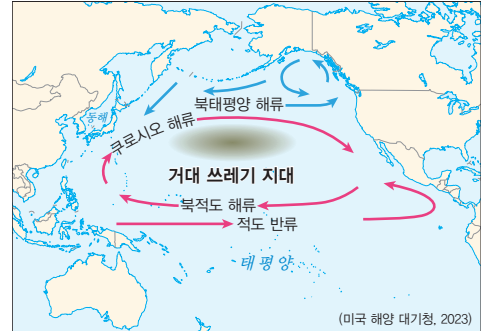 북태평양 해류
동해
쿠로시오 해류
거대 쓰레기 지대
북적도 해류
적도 반류
태평양
(미국 해양 대기청, 2023)